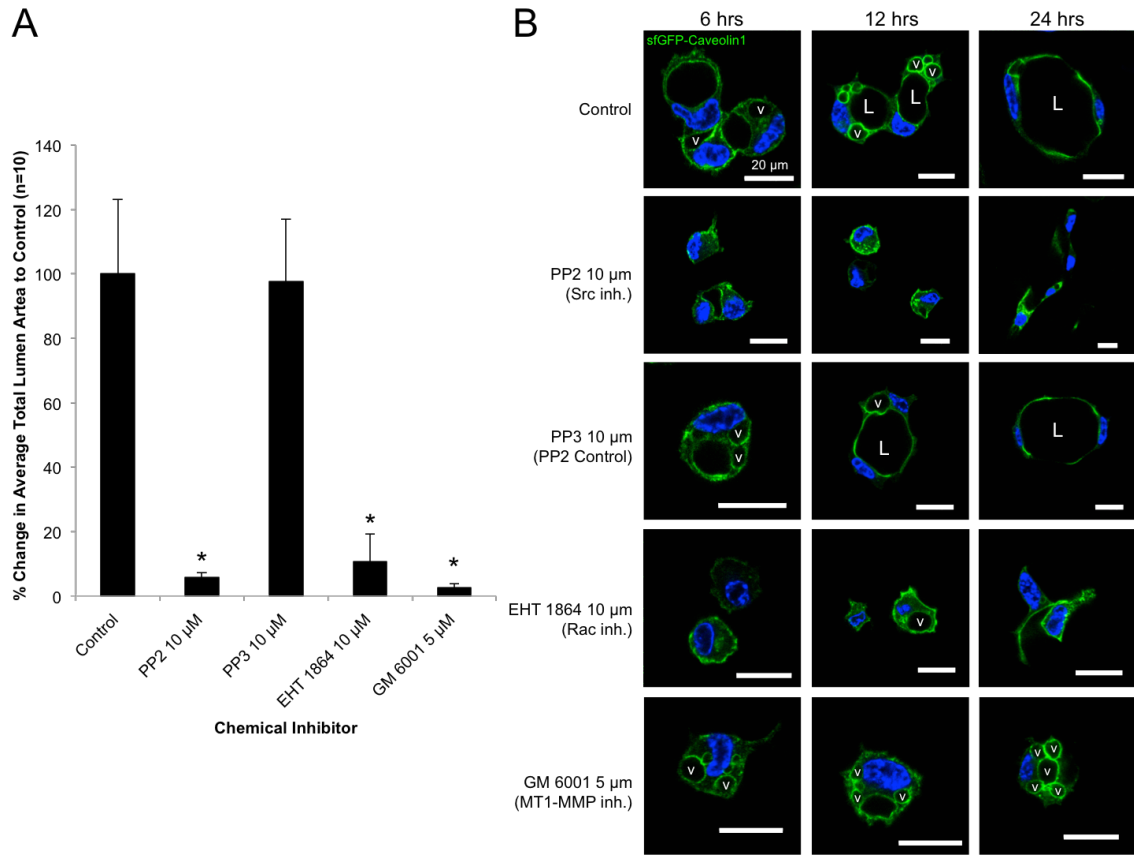 A
% Change in Average Total Lumen Artea to Control (n=10)
140
120
100
80
60
40
20
0
*
*
*
Control
PP2 10 µM
PP3 10 µM
EHT 1864 10 µM
GM 6001 5 µM
Chemical Inhibitor
B
6 hrs
12 hrs
24 hrs
Control
sfGFP-Caveolin1
v
v
20 µm
v
v
L
L
v
L
PP2 10 µm
(Src inh.)
PP3 10 µm
(PP2 Control)
v
v
v
L
L
EHT 1864 10 µm
(Rac inh.)
v
GM 6001 5 µm
(MT1-MMP inh.)
v
v
v
v
v
v
v
v
v
v